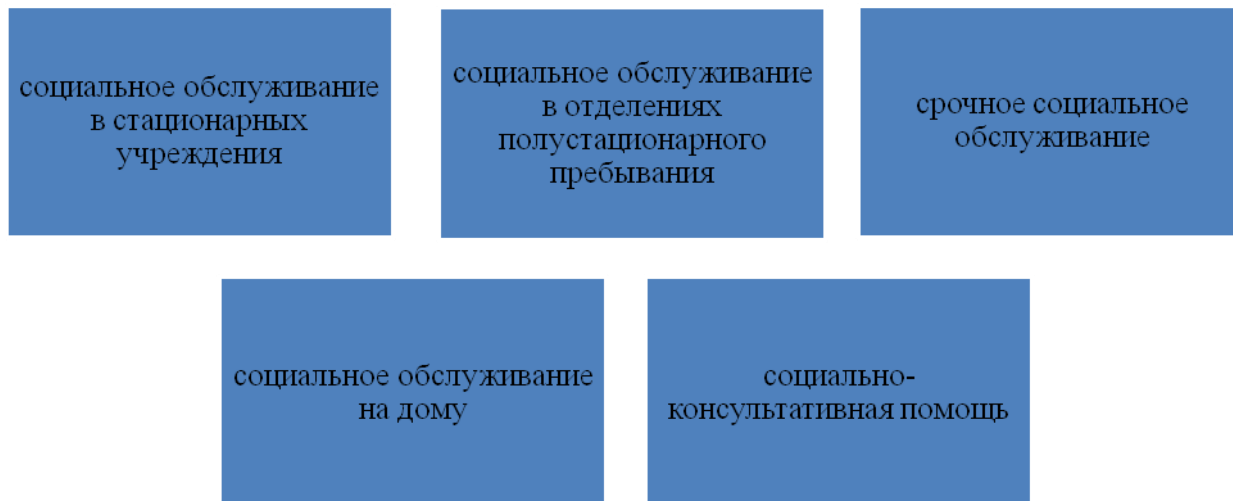 социальное обслуживание
в стационарных
учреждения
социальное обслуживание
в отделениях
полустационарного
пребывания
срочное социальное
обслуживание
социальное обслуживание
на дому
социально-
консультативная помощь